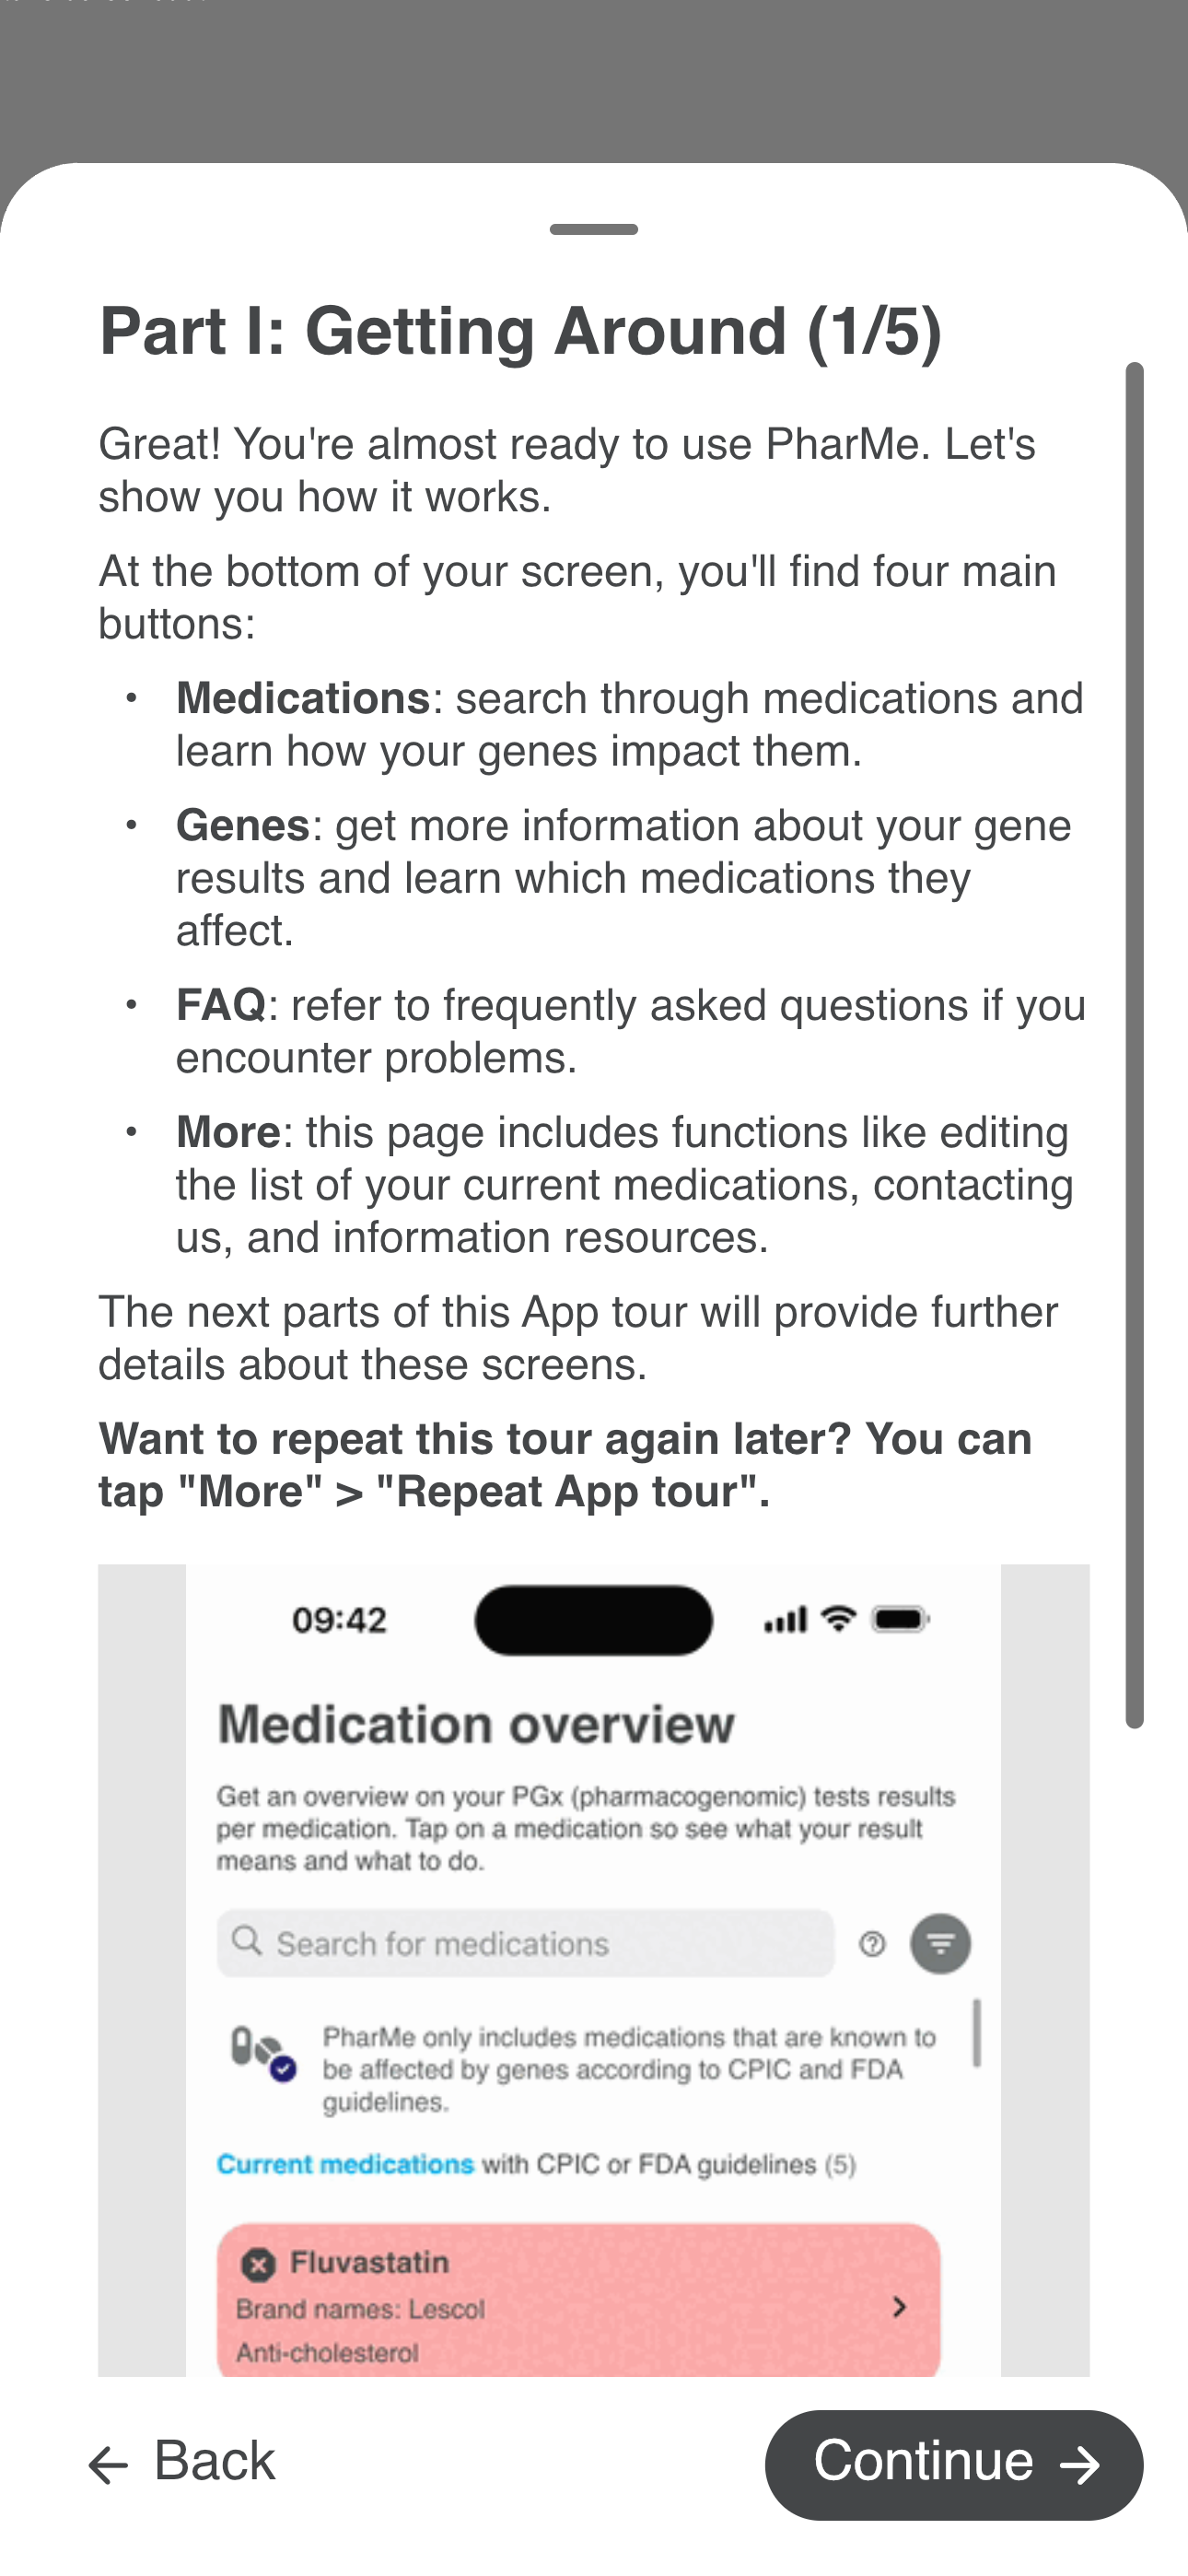 Part I: Getting Around (1/5)
Great! You're almost ready to use PharMe. Let's
show you how it works.
At the bottom of your screen, you'll find four main
buttons:
• Medications: search through medications and
learn how your genes impact them.
• Genes: get more information about your gene
results and learn which medications they
affect.
• FAQ: refer to frequently asked questions if you
encounter problems.
• More: this page includes functions like editing
the list of your current medications, contacting
us, and information resources.
The next parts of this App tour will provide further
details about these screens.
Want to repeat this tour again later? You can
tap "More" > "Repeat App tour".
09:42
Medication overview
Get an overview on your PGx (pharmacogenomic) tests results
per medication. Tap on a medication so see what your result
means and what to do.
Search for medications
PharMe only includes medications that are known to
be affected by genes according to CPIC and FDA
guidelines.
Current medications with CPIC or FDA guidelines (5)
Fluvastatin
Brand names: Lescol
Anti-cholesterol
← Back
Continue →